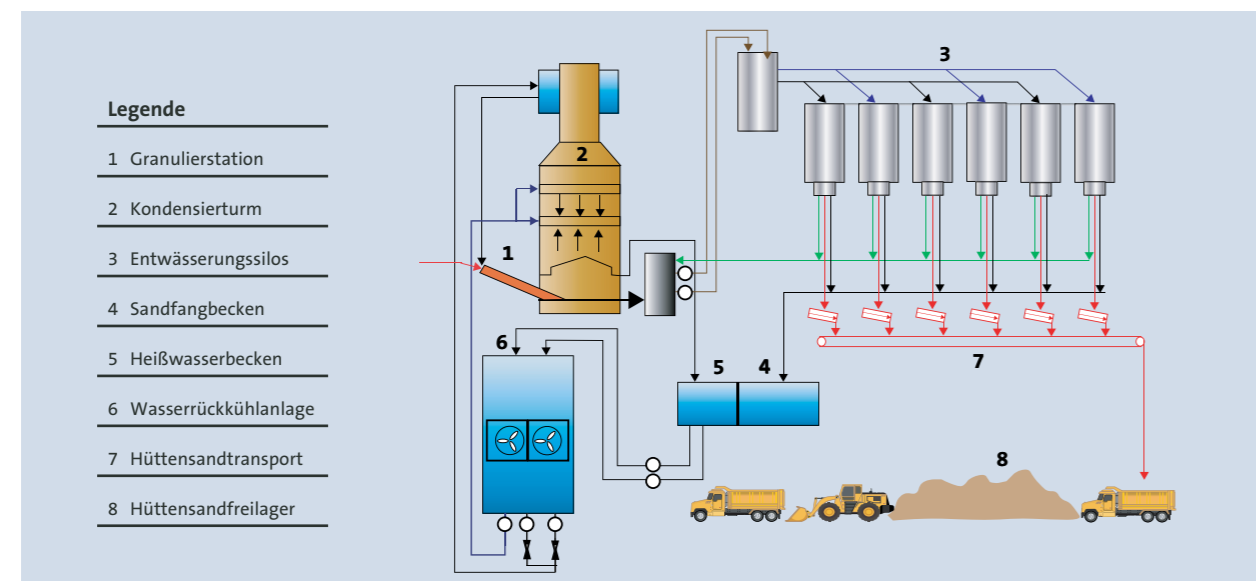 Legende
1 Granulierstation
2 Kondensierturm
3 Entwässerungssilos
4 Sandfangbecken
5 Heißwasserbecken
6 Wasserrückkühlanlage
7 Hüttensandtransport
8 Hüttensandfreilager
3
2
1
6
7
5
4
8